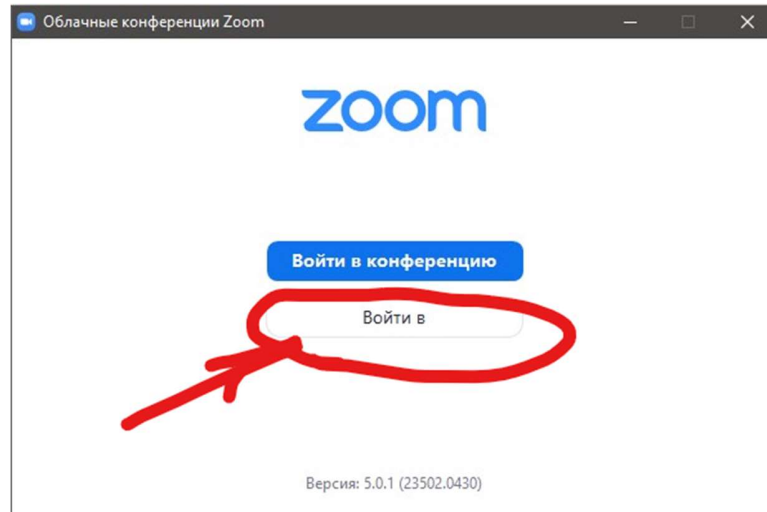 Облачные конференции Zoom
zoom
Войти в конференцию
Войти в
Версия: 5.0.1 (23502.0430)